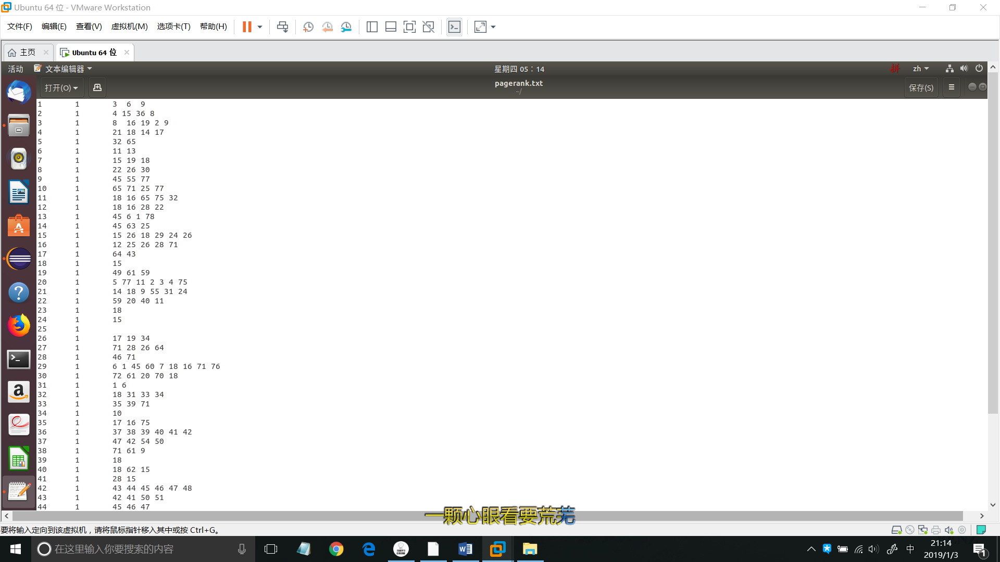 Ubuntu 64 位 - VMware Workstation
文件(F) 编辑(E) 查看(V) 虚拟机(M) 选项卡(T) 帮助(H)
主页 Ubuntu 64 位
活动 文本编辑器 星期四 05：14 拼 zh
打开(O) pagerank.txt 保存(S)
~/
1 1 3 6 9
2 1 4 15 36 8
3 1 8 16 19 2 9
4 1 21 18 14 17
5 1 32 65
6 1 11 13
7 1 15 19 18
8 1 22 26 30
9 1 45 55 77
10 1 65 71 25 77
11 1 18 16 65 75 32
12 1 18 16 28 22
13 1 45 6 1 78
14 1 45 63 25
15 1 15 26 18 29 24 26
16 1 12 25 26 28 71
17 1 64 43
18 1 15
19 1 49 61 59
20 1 5 77 11 2 3 4 75
21 1 14 18 9 55 31 24
22 1 59 20 40 11
23 1 18
24 1 15
25 1
26 1 17 19 34
27 1 71 28 26 64
28 1 46 71
29 1 6 1 45 60 7 18 16 71 76
30 1 72 61 20 70 18
31 1 1 6
32 1 18 31 33 34
33 1 35 39 71
34 1 10
35 1 17 16 75
36 1 37 38 39 40 41 42
37 1 47 42 54 50
38 1 71 61 9
39 1 18
40 1 18 62 15
41 1 28 15
42 1 43 44 45 46 47 48
43 1 42 41 50 51
44 1 45 46 47
一颗心眼看要荒芜
要将输入定向到该虚拟机，请将鼠标指针移入其中或按 Ctrl+G。
在这里输入你要搜索的内容
中 21:14
2019/1/3
1